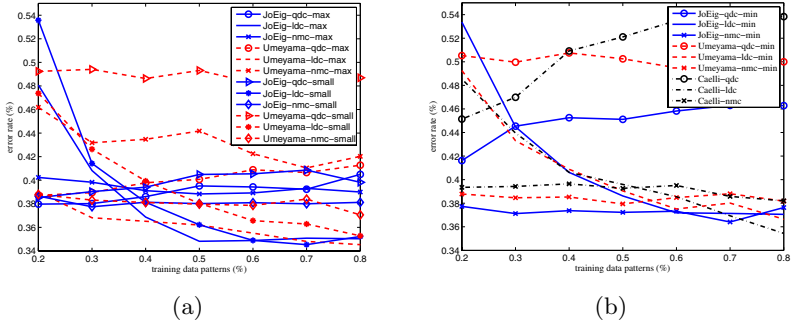 0.54
0.52
0.5
0.48
0.46
0.44
0.42
0.4
0.38
0.36
0.34
error rate (%)
0.2 0.3 0.4 0.5 0.6 0.7 0.8
training data patterns (%)
JoEig-qdc-max
JoEig-ldc-max
JoEig-nmc-max
Umeyama-qdc-max
Umeyama-ldc-max
Umeyama-nmc-max
JoEig-qdc-small
JoEig-ldc-small
JoEig-nmc-small
Umeyama-qdc-small
Umeyama-ldc-small
Umeyama-nmc-small
(a)
0.54
0.52
0.5
0.48
0.46
0.44
0.42
0.4
0.38
0.36
0.34
error rate (%)
0.2 0.3 0.4 0.5 0.6 0.7 0.8
training data patterns (%)
JoEig-qdc-min
JoEig-ldc-min
JoEig-nmc-min
Umeyama-qdc-min
Umeyama-ldc-min
Umeyama-nmc-min
Caelli-qdc
Caelli-ldc
Caelli-nmc
(b)